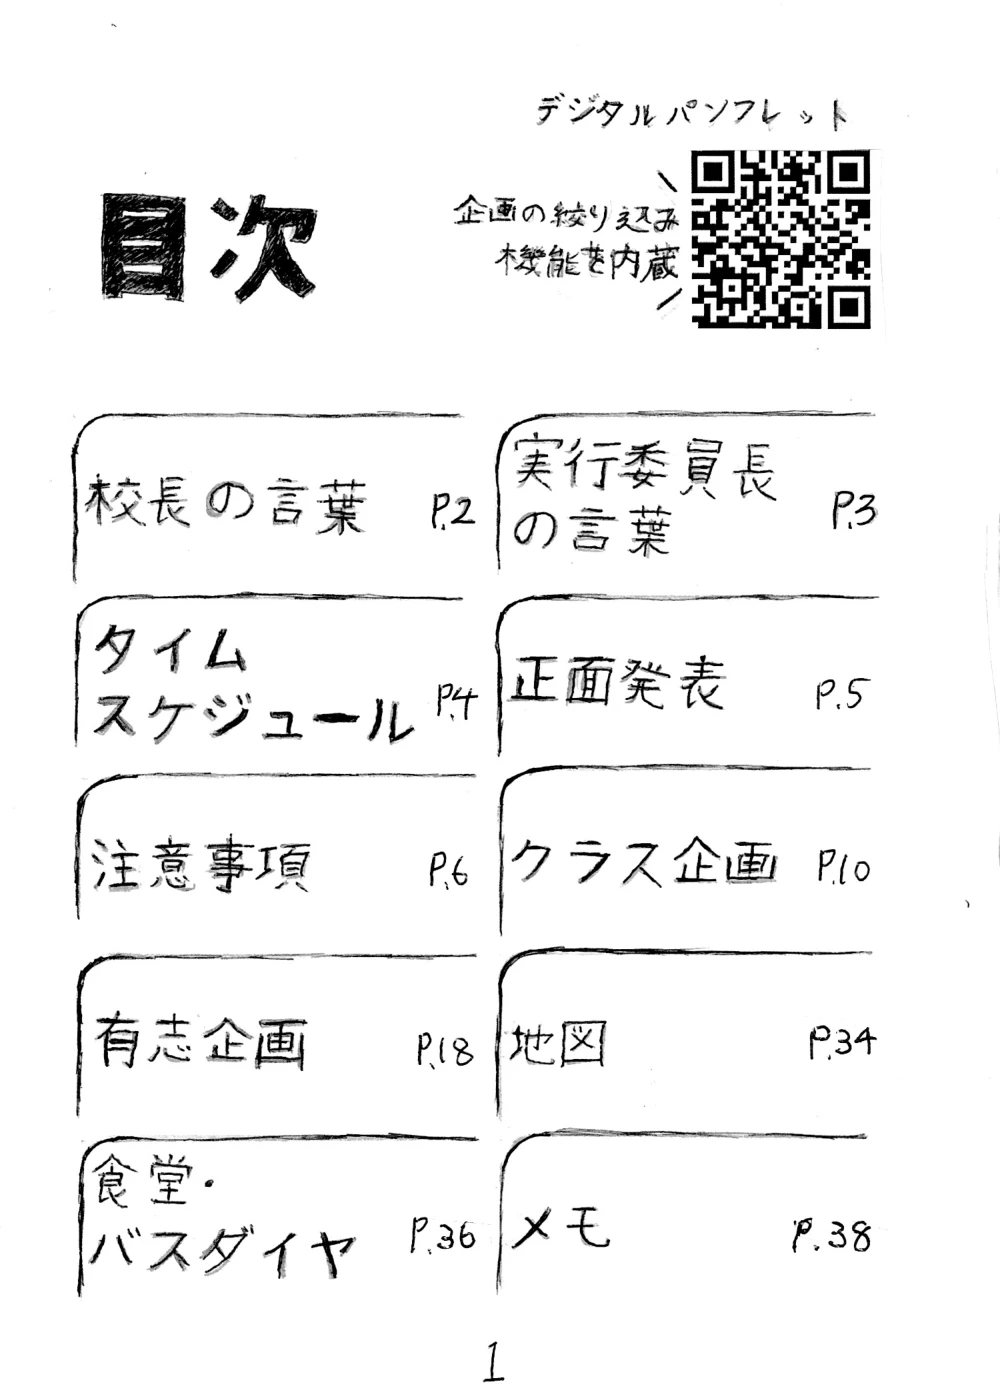 デジタルパンフレット
目次
企画の絞り込み
機能を内蔵
校長の言葉 P.2
実行委員長
の言葉 P.3
タイム
スケジュール P.4
正面発表 P.5
注意事項 P.6
クラス企画 P.10
有志企画 P.18
地図 P.34
食堂・
バスダイヤ P.36
メモ P.38
1